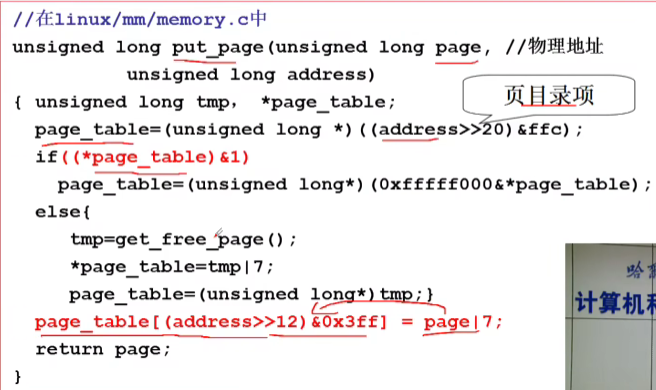 //在linux/mm/memory.c中
unsigned long put_page(unsigned long page, //物理地址
unsigned long address)
{ unsigned long tmp, *page_table;
页目录项
page_table=(unsigned long *)((address>>20)&ffc);
if((*page_table)&1)
page_table=(unsigned long*)(0xfffff000&*page_table);
else{
tmp=get_free_page();
*page_table=tmp|7;
page_table=(unsigned long*)tmp;}
page_table[(address>>12)&0x3ff] = page|7;
return page;
}
计算机